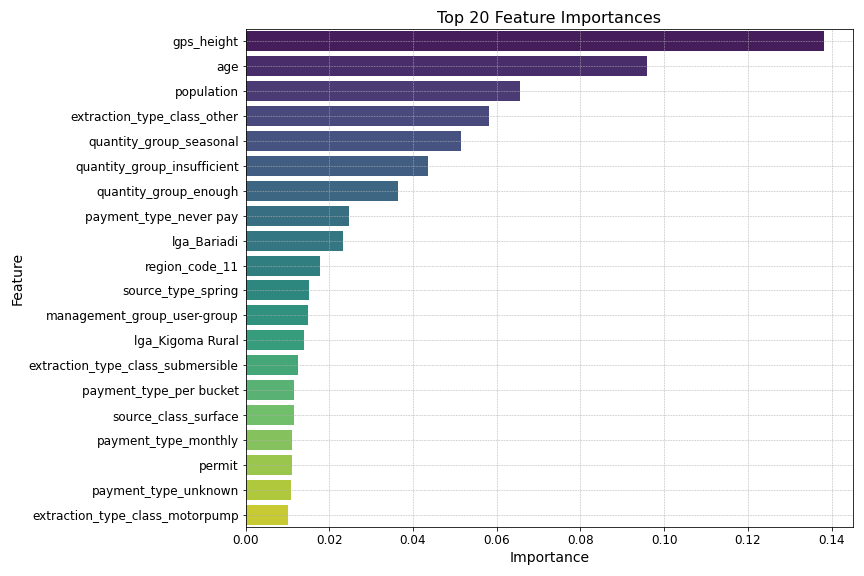 Top 20 Feature Importances
Feature
gps_height
age
population
extraction_type_class_other
quantity_group_seasonal
quantity_group_insufficient
quantity_group_enough
payment_type_never pay
lga_Bariadi
region_code_11
source_type_spring
management_group_user-group
lga_Kigoma Rural
extraction_type_class_submersible
payment_type_per bucket
source_class_surface
payment_type_monthly
permit
payment_type_unknown
extraction_type_class_motorpump
0.00 0.02 0.04 0.06 0.08 0.10 0.12 0.14
Importance